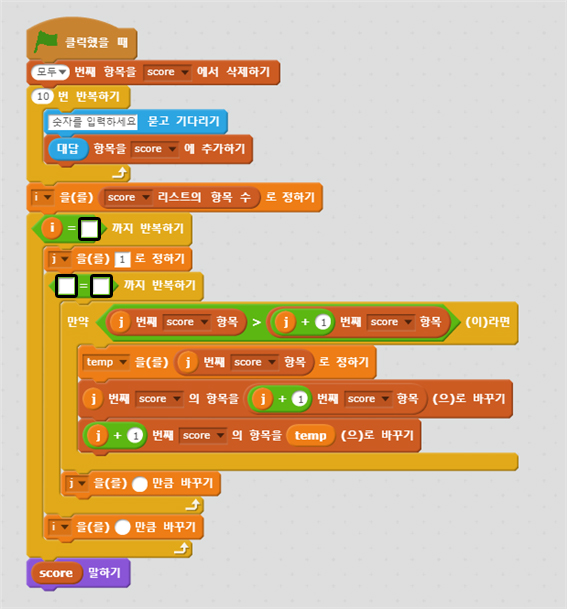 클릭했을 때
모두 번째 항목을 score 에서 삭제하기
10 번 반복하기
숫자를 입력하세요 묻고 기다리기
대답 항목을 score 에 추가하기
i 을(를) score 리스트의 항목 수 로 정하기
i = 까지 반복하기
j 을(를) 1 로 정하기
= 까지 반복하기
만약 j 번째 score 항목 > j + 1 번째 score 항목 (이)라면
temp 을(를) j 번째 score 항목 로 정하기
j 번째 score 의 항목을 j + 1 번째 score 항목 (으)로 바꾸기
j + 1 번째 score 의 항목을 temp (으)로 바꾸기
j 을(를) 만큼 바꾸기
i 을(를) 만큼 바꾸기
score 말하기